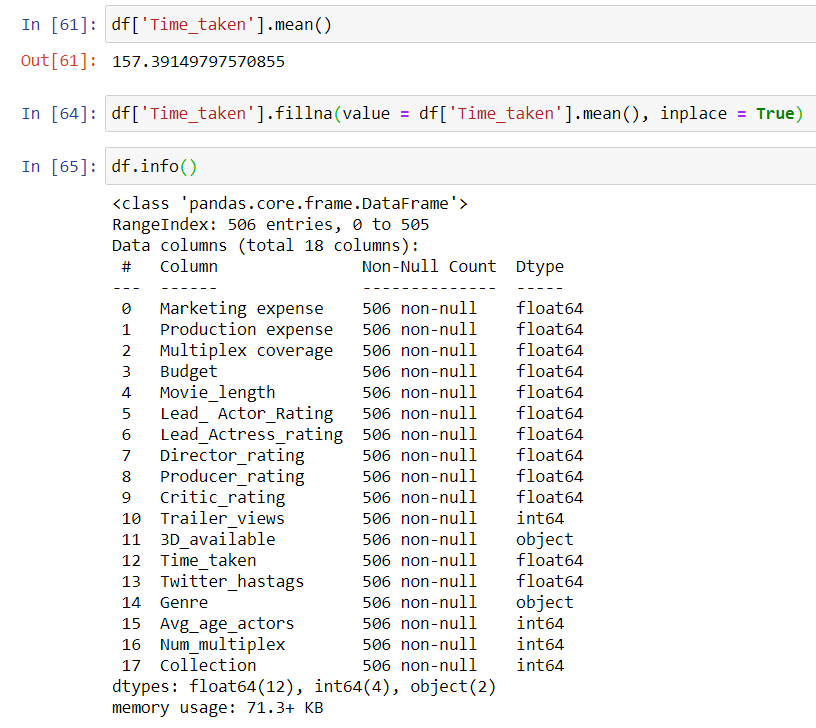 In [61]: df['Time_taken'].mean()
Out[61]: 157.39149797570855
In [64]: df['Time_taken'].fillna(value = df['Time_taken'].mean(), inplace = True)
In [65]: df.info()
<class 'pandas.core.frame.DataFrame'>
RangeIndex: 506 entries, 0 to 505
Data columns (total 18 columns):
 #   Column               Non-Null Count  Dtype
---  ------               --------------  -----
 0   Marketing expense    506 non-null    float64
 1   Production expense   506 non-null    float64
 2   Multiplex coverage   506 non-null    float64
 3   Budget               506 non-null    float64
 4   Movie_length         506 non-null    float64
 5   Lead_ Actor_Rating   506 non-null    float64
 6   Lead_Actress_rating  506 non-null    float64
 7   Director_rating      506 non-null    float64
 8   Producer_rating      506 non-null    float64
 9   Critic_rating        506 non-null    float64
 10  Trailer_views        506 non-null    int64
 11  3D_available         506 non-null    object
 12  Time_taken           506 non-null    float64
 13  Twitter_hastags      506 non-null    float64
 14  Genre                506 non-null    object
 15  Avg_age_actors       506 non-null    int64
 16  Num_multiplex        506 non-null    int64
 17  Collection           506 non-null    int64
dtypes: float64(12), int64(4), object(2)
memory usage: 71.3+ KB